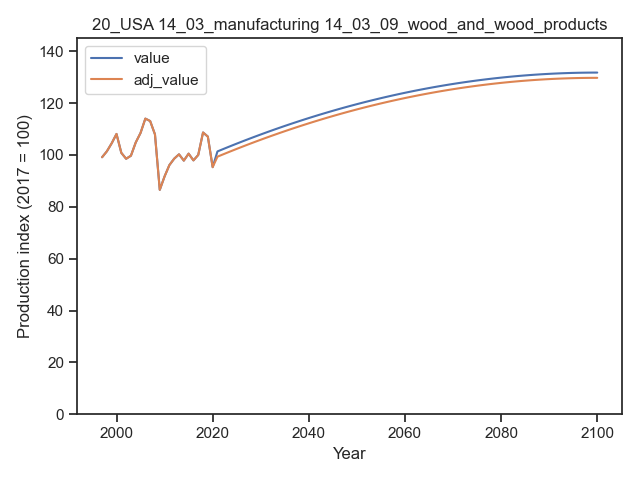 20_USA 14_03_manufacturing 14_03_09_wood_and_wood_products
value
adj_value
Production index (2017 = 100)
140
120
100
80
60
40
20
0
2000 2020 2040 2060 2080 2100
Year